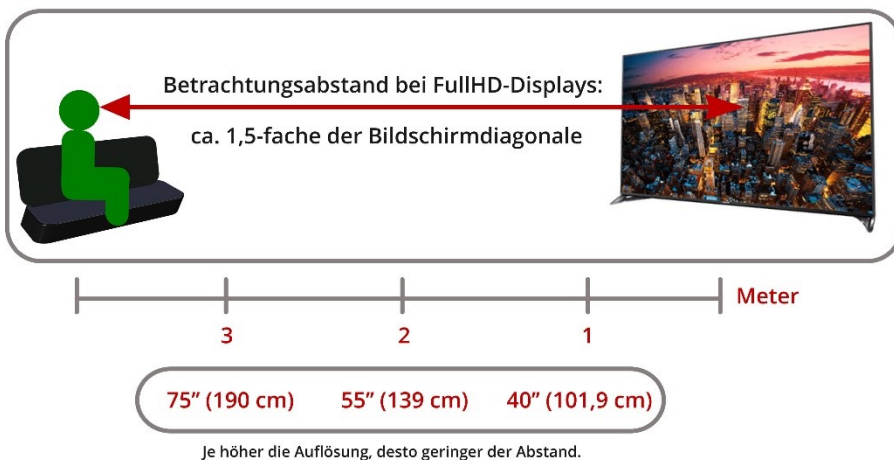 Betrachtungsabstand bei FullHD-Displays:
ca. 1,5-fache der Bildschirmdiagonale
Meter
3 2 1
75” (190 cm) 55” (139 cm) 40” (101,9 cm)
Je höher die Auflösung, desto geringer der Abstand.